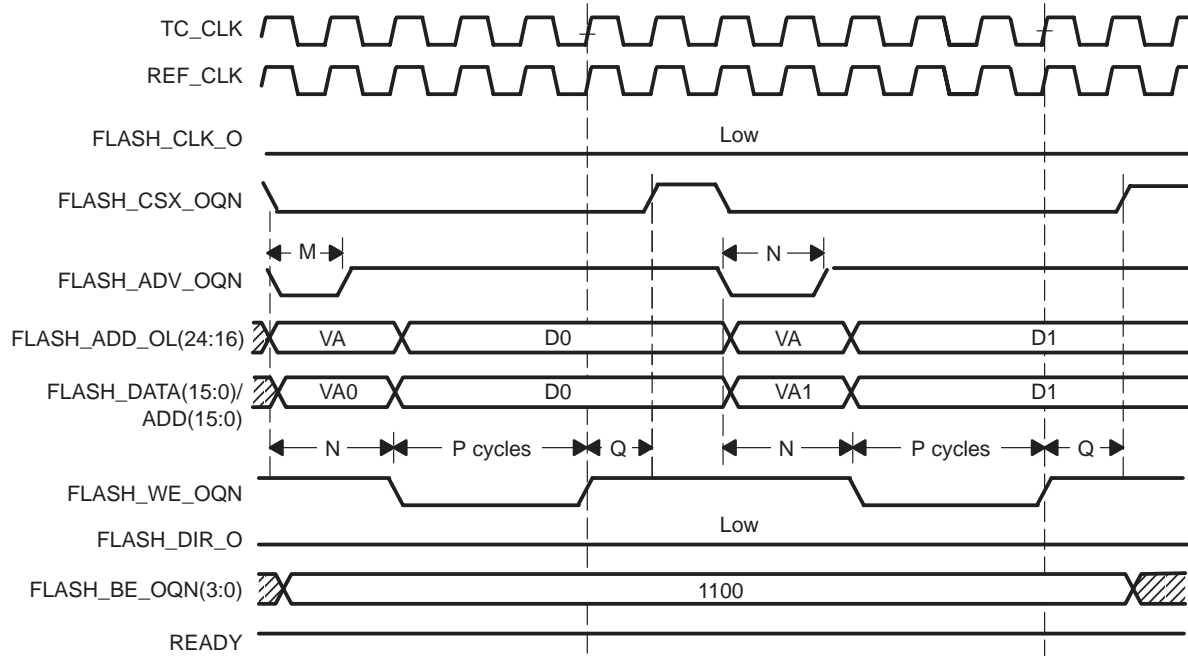 TC_CLK
REF_CLK
FLASH_CLK_O
Low
FLASH_CSX_OQN
M
N
FLASH_ADV_OQN
FLASH_ADD_OL(24:16)
VA
D0
VA
D1
FLASH_DATA(15:0)/
ADD(15:0)
VA0
D0
VA1
D1
N
P cycles
Q
N
P cycles
Q
FLASH_WE_OQN
Low
FLASH_DIR_O
FLASH_BE_OQN(3:0)
1100
READY